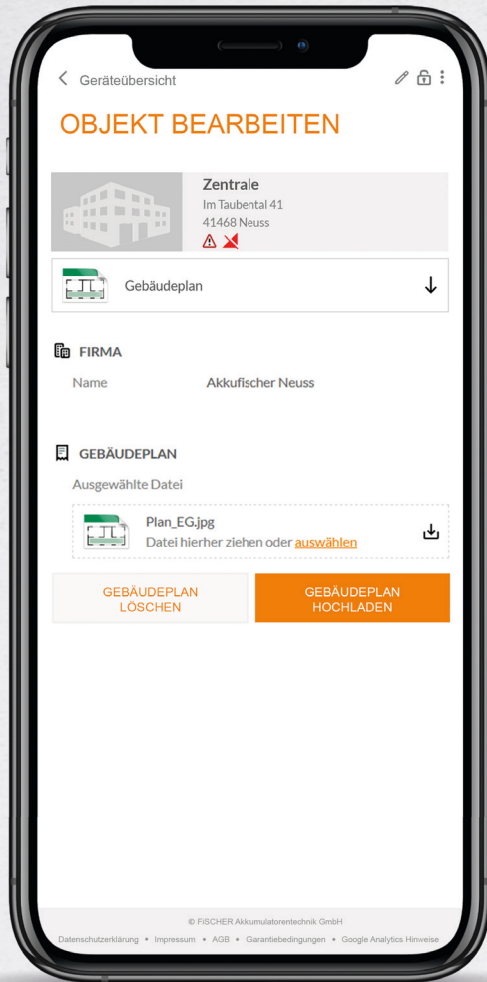 Geräteübersicht
OBJEKT BEARBEITEN
Zentrale
Im Taubental 41
41468 Neuss
Gebäudeplan
FIRMA
Name Akkufischer Neuss
GEBÄUDEPLAN
Ausgewählte Datei
Plan_EG.jpg
Datei hierher ziehen oder auswählen
GEBÄUDEPLAN
LÖSCHEN
GEBÄUDEPLAN
HOCHLADEN
© FiSCHER Akkumulatorentechnik GmbH
Datenschutzerklärung • Impressum • AGB • Garantiebedingungen • Google Analytics Hinweise